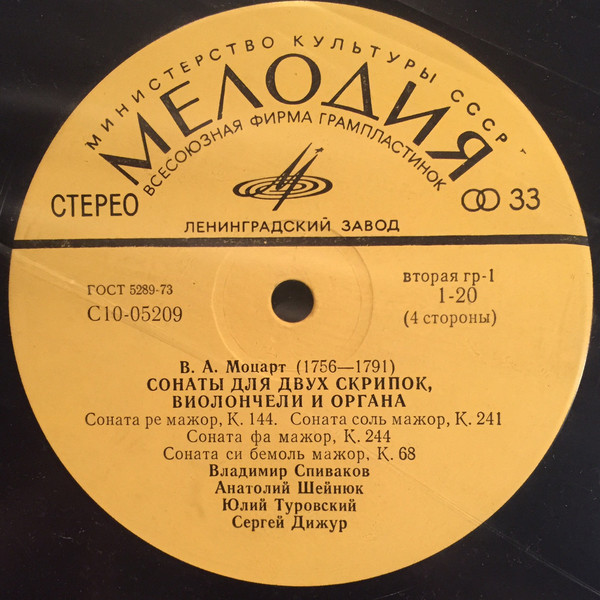 МИНИСТЕРСТВО КУЛЬТУРЫ СССР
МЕЛОДИЯ
ВСЕСОЮЗНАЯ ФИРМА ГРАМПЛАСТИНОК
СТЕРЕО
33
ЛЕНИНГРАДСКИЙ ЗАВОД
ГОСТ 5289-73
С10-05209
вторая гр-1
1-20
(4 стороны)
В. А. Моцарт (1756—1791)
СОНАТЫ ДЛЯ ДВУХ СКРИПОК,
ВИОЛОНЧЕЛИ И ОРГАНА
Соната ре мажор, К. 144. Соната соль мажор, К. 241
Соната фа мажор, К. 244
Соната си бемоль мажор, К. 68
Владимир Спиваков
Анатолий Шейнюк
Юлий Туровский
Сергей Дижур